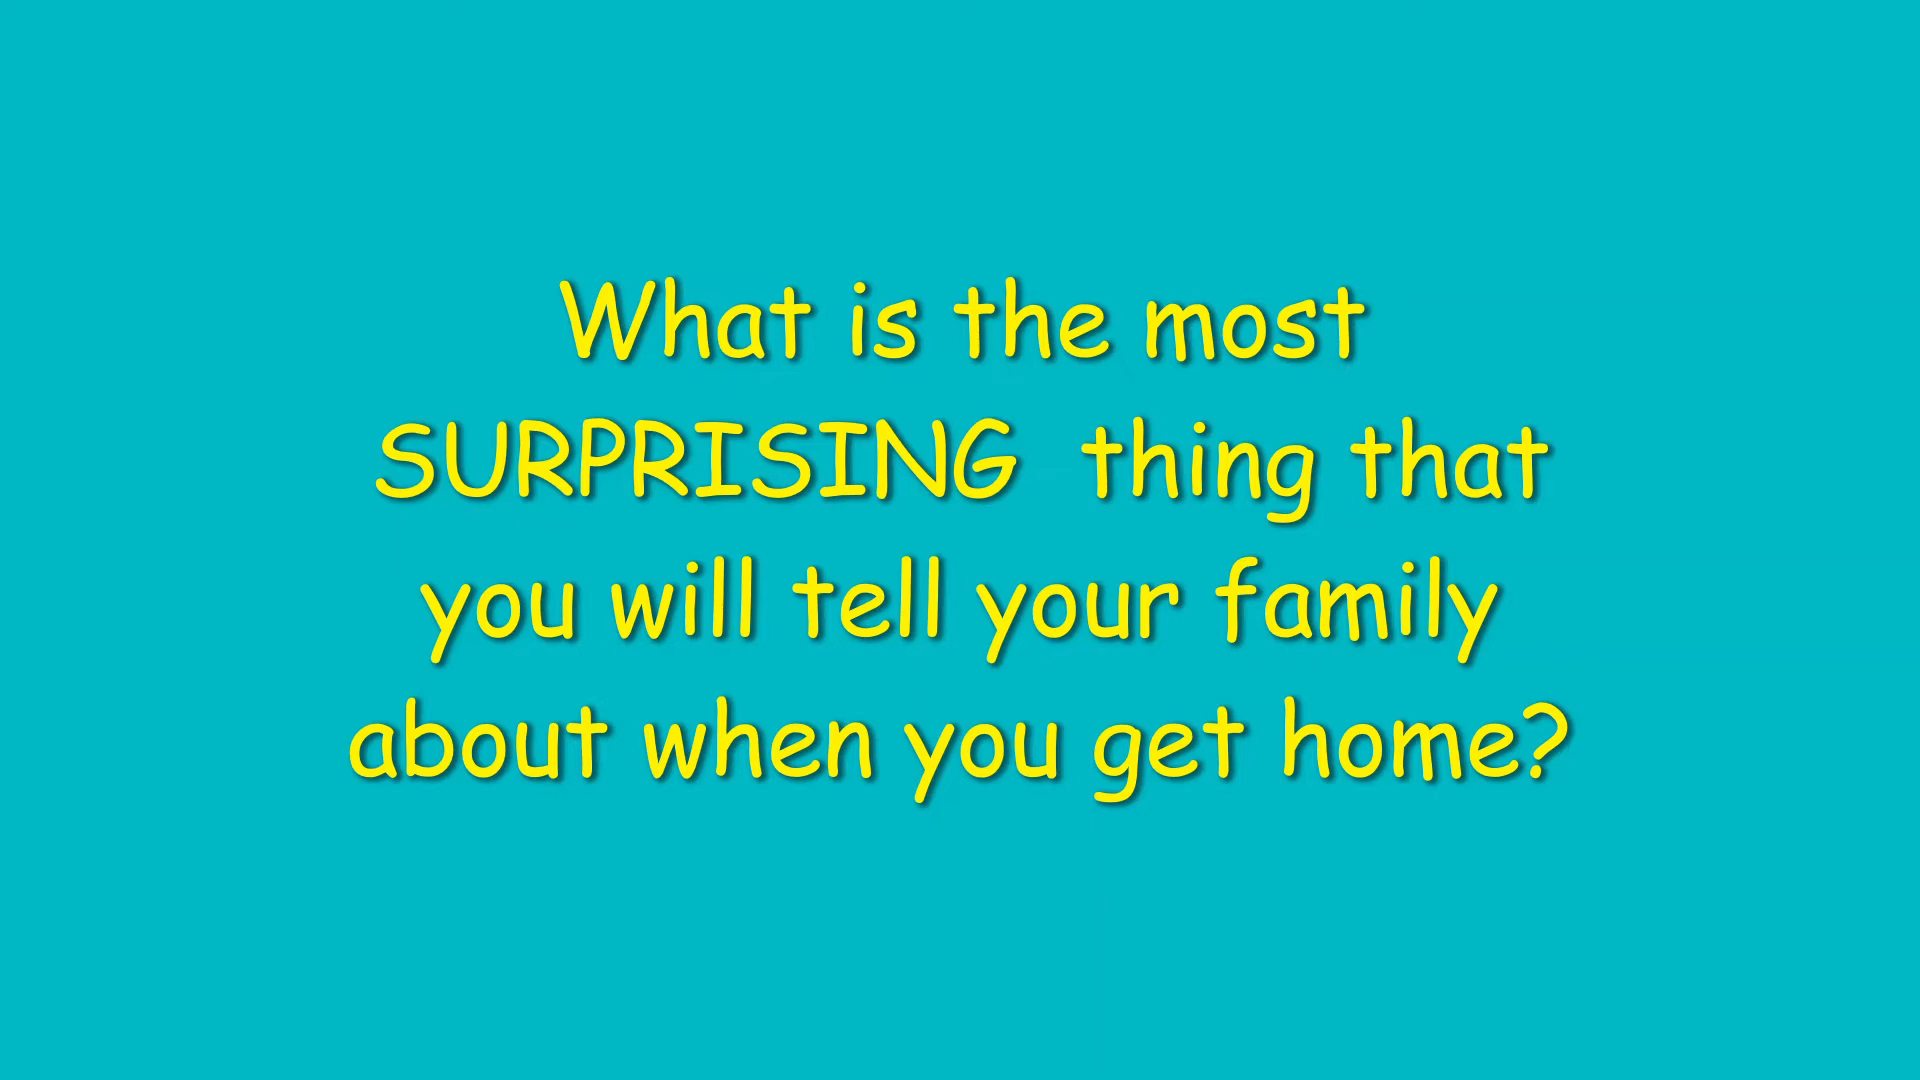 What is the most
SURPRISING  thing that
you will tell your family
about when you get home?